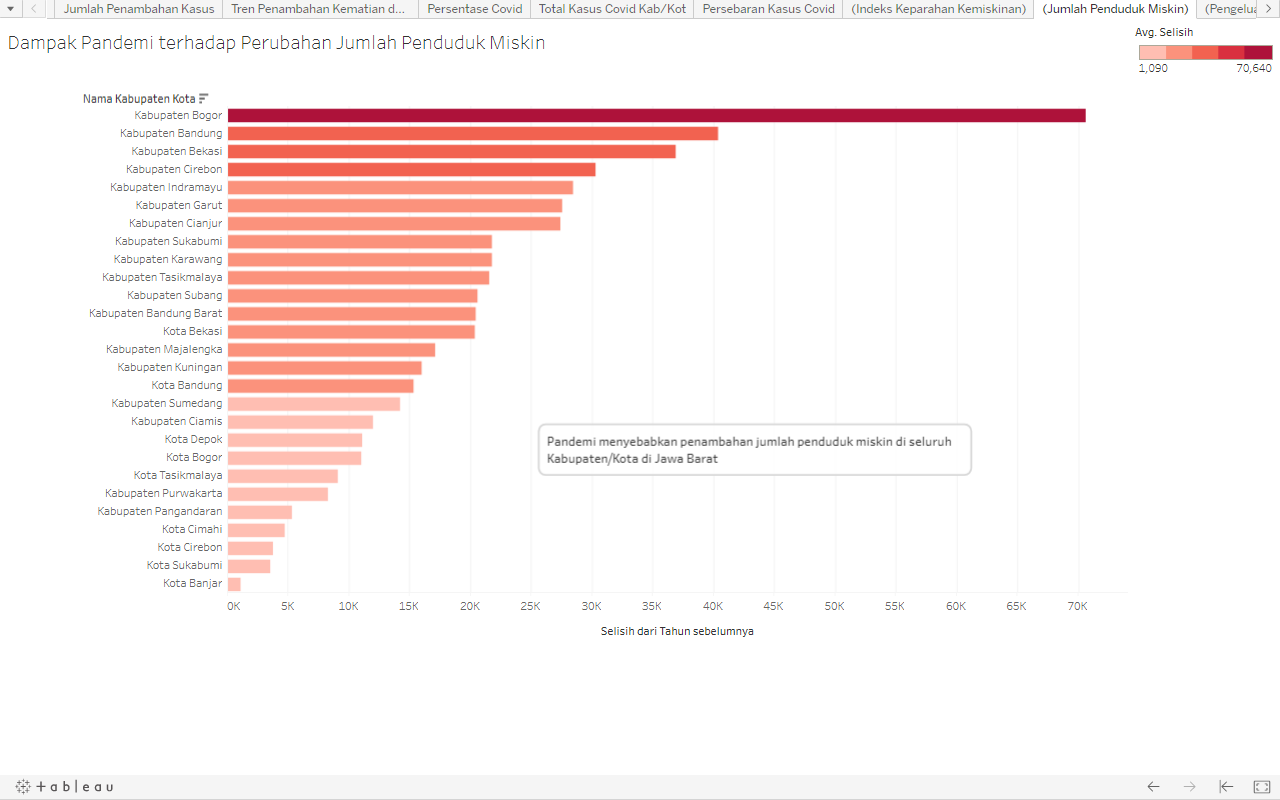 Jumlah Penambahan Kasus
Tren Penambahan Kematian d...
Persentase Covid
Total Kasus Covid Kab/Kot
Persebaran Kasus Covid
(Indeks Keparahan Kemiskinan)
(Jumlah Penduduk Miskin)
(Pengelua
Dampak Pandemi terhadap Perubahan Jumlah Penduduk Miskin
Avg. Selisih
1,090 70,640
Nama Kabupaten Kota
Kabupaten Bogor
Kabupaten Bandung
Kabupaten Bekasi
Kabupaten Cirebon
Kabupaten Indramayu
Kabupaten Garut
Kabupaten Cianjur
Kabupaten Sukabumi
Kabupaten Karawang
Kabupaten Tasikmalaya
Kabupaten Subang
Kabupaten Bandung Barat
Kota Bekasi
Kabupaten Majalengka
Kabupaten Kuningan
Kota Bandung
Kabupaten Sumedang
Kabupaten Ciamis
Kota Depok
Kota Bogor
Kota Tasikmalaya
Kabupaten Purwakarta
Kabupaten Pangandaran
Kota Cimahi
Kota Cirebon
Kota Sukabumi
Kota Banjar
Pandemi menyebabkan penambahan jumlah penduduk miskin di seluruh
Kabupaten/Kota di Jawa Barat
0K 5K 10K 15K 20K 25K 30K 35K 40K 45K 50K 55K 60K 65K 70K
Selisih dari Tahun sebelumnya
+ableau